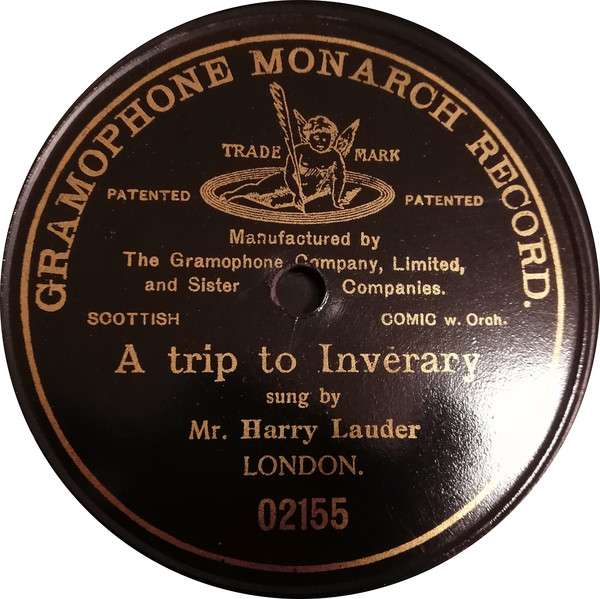 GRAMOPHONE MONARCH RECORD.
TRADE MARK
PATENTED PATENTED
Manufactured by
The Gramophone Company, Limited,
and Sister Companies.
SCOTTISH COMIC w. Orch.
A trip to Inverary
sung by
Mr. Harry Lauder
LONDON.
02155